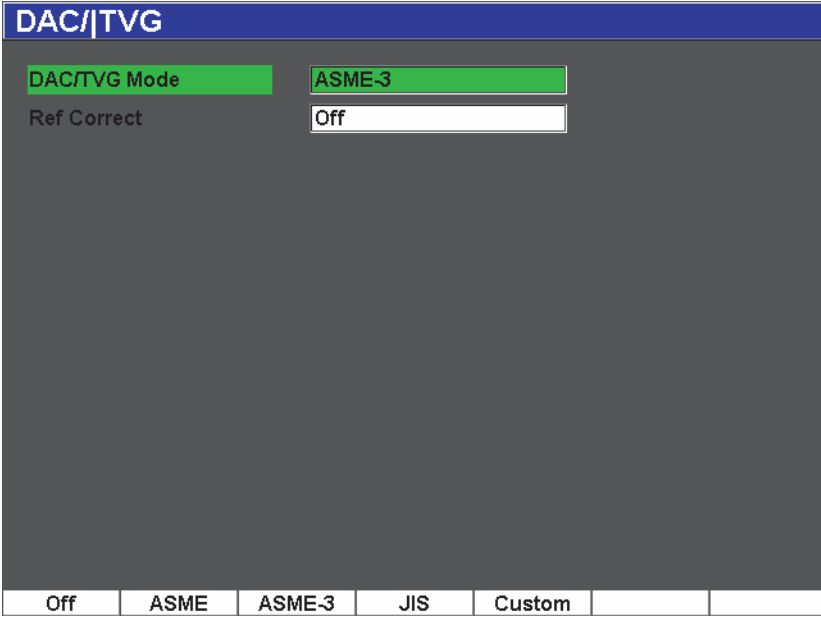 DAC/|TVG
DAC/TVG Mode ASME-3
Ref Correct Off
Off ASME ASME-3 JIS Custom